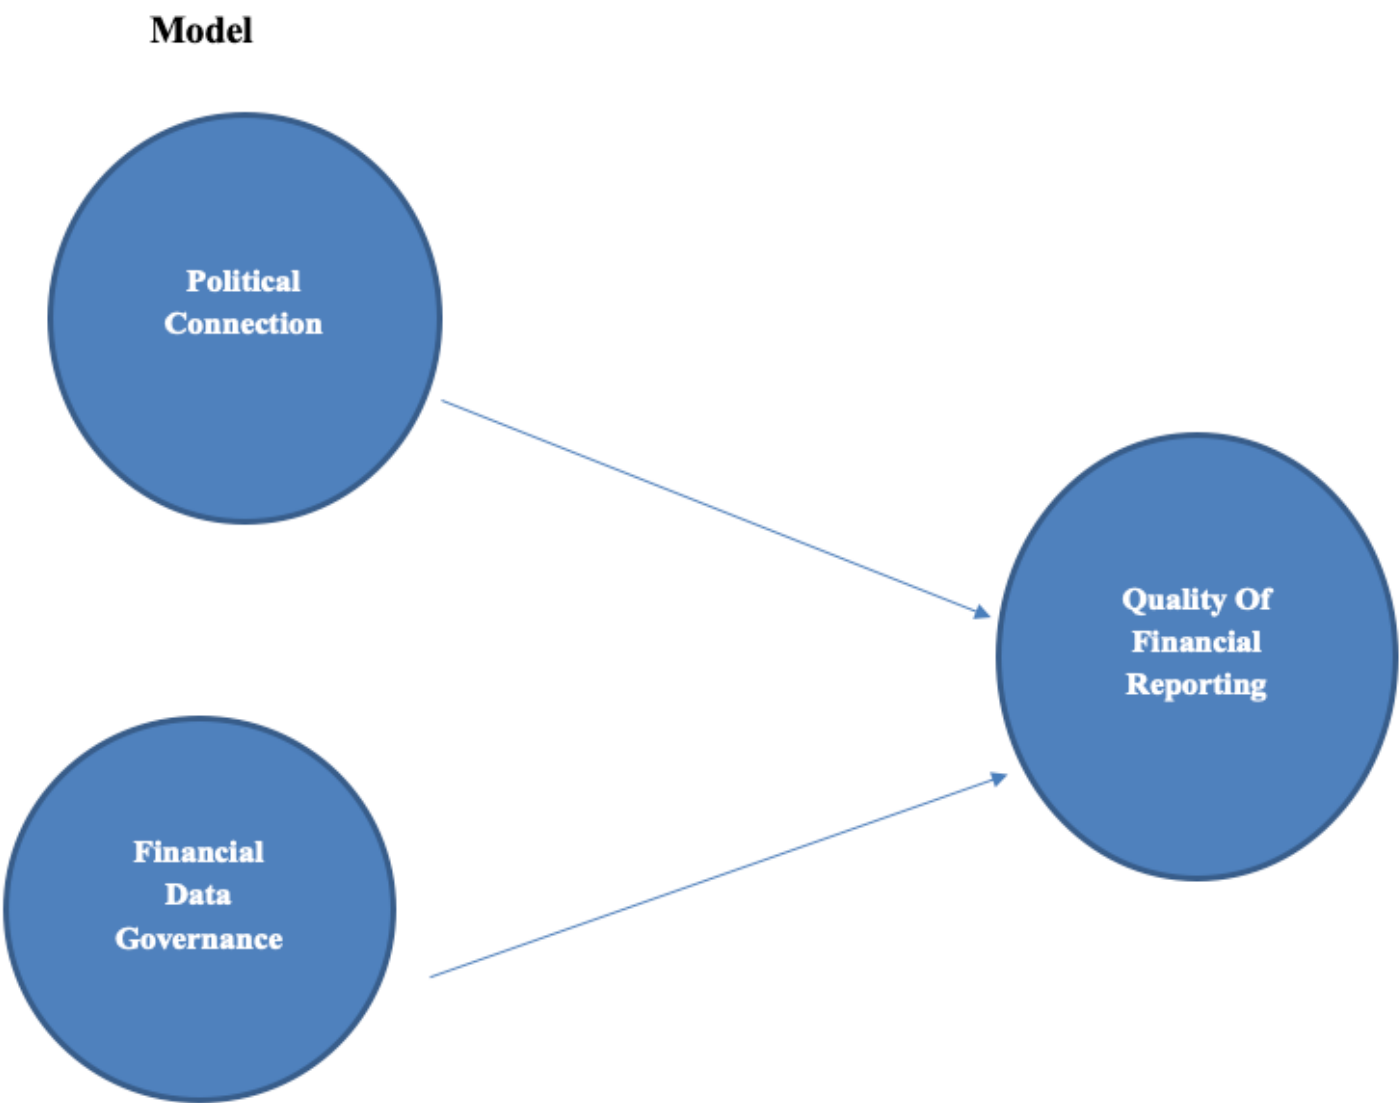 Model
Political
Connection
Quality Of
Financial
Reporting
Financial
Data
Governance